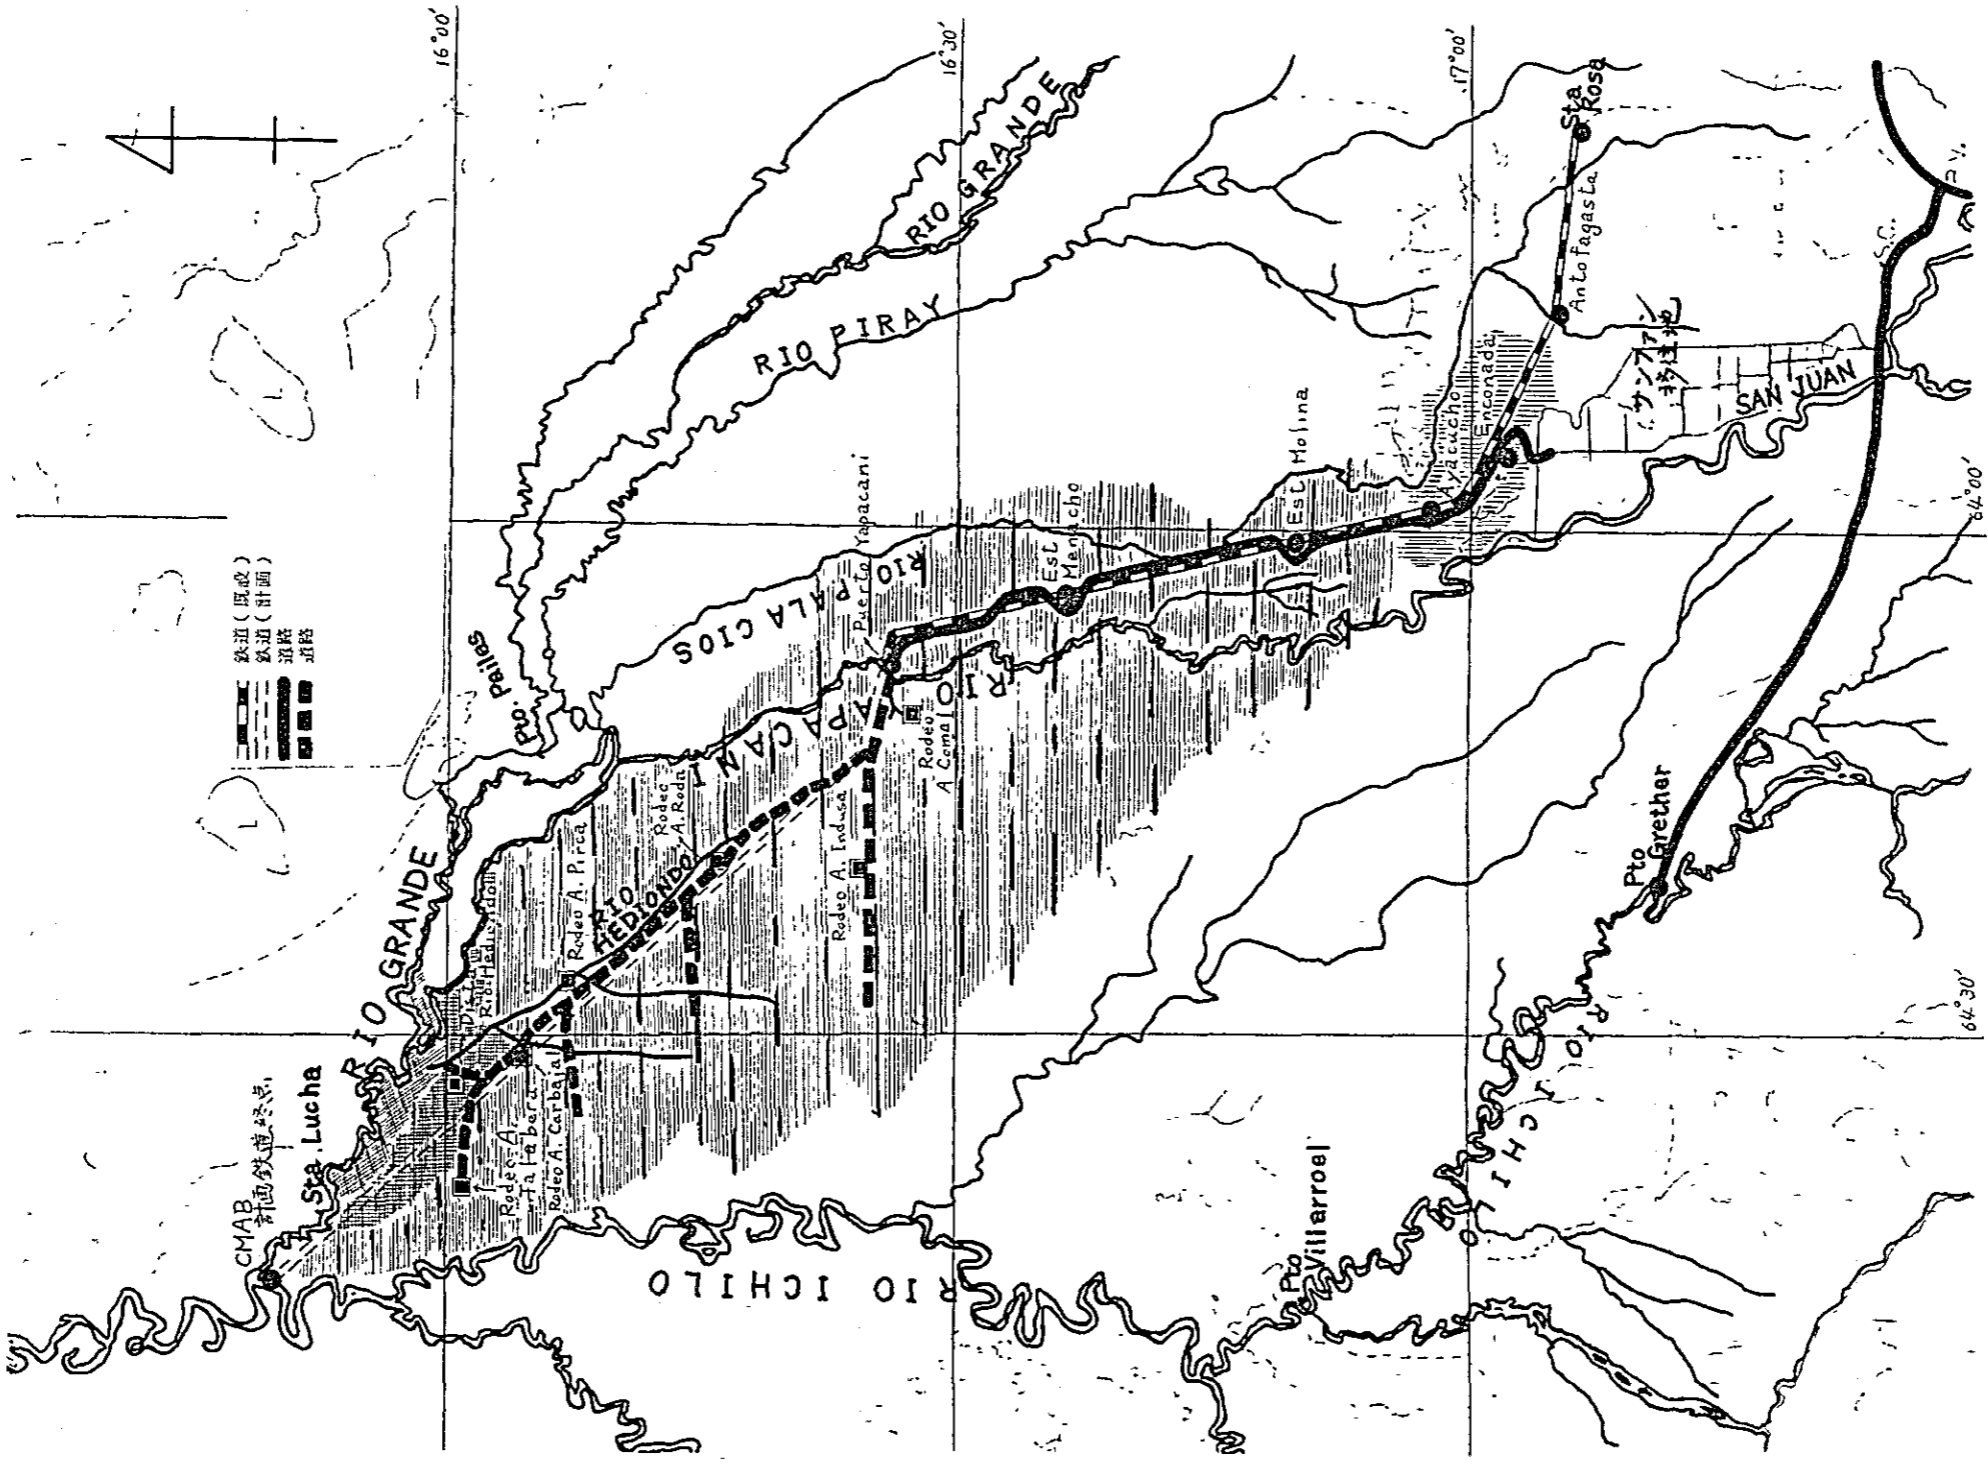 16°00'
16°30'
17°00'
64°00'
64°30'
鉄道(既設)
鉄道(計画)
道路
道路
RIO GRANDE
RIO GRANDE
RIO PIRAY
Pto. Pailas
RIO PALACIOS
Puerto Yapacani
Est
Menacho
Est Molina
Ayacucho
Enconada
Antofagasta
Sta
Rosa
サンファン
移住地
SAN JUAN
RIO YAPACANI
Rodeo
A Comal
Rodeo A. Indusa
Rodeo
A. Roda
RIO
HEDIONDO
Rodeo A. Pirca
Rodeo A.
Talabera
Rodeo A. Carbajal
CMAB
計画鉄道終点
Sta. Lucha
RIO ICHILO
RIO ICHILO
Pto
Villarroel
Pto
Grether
S.C.